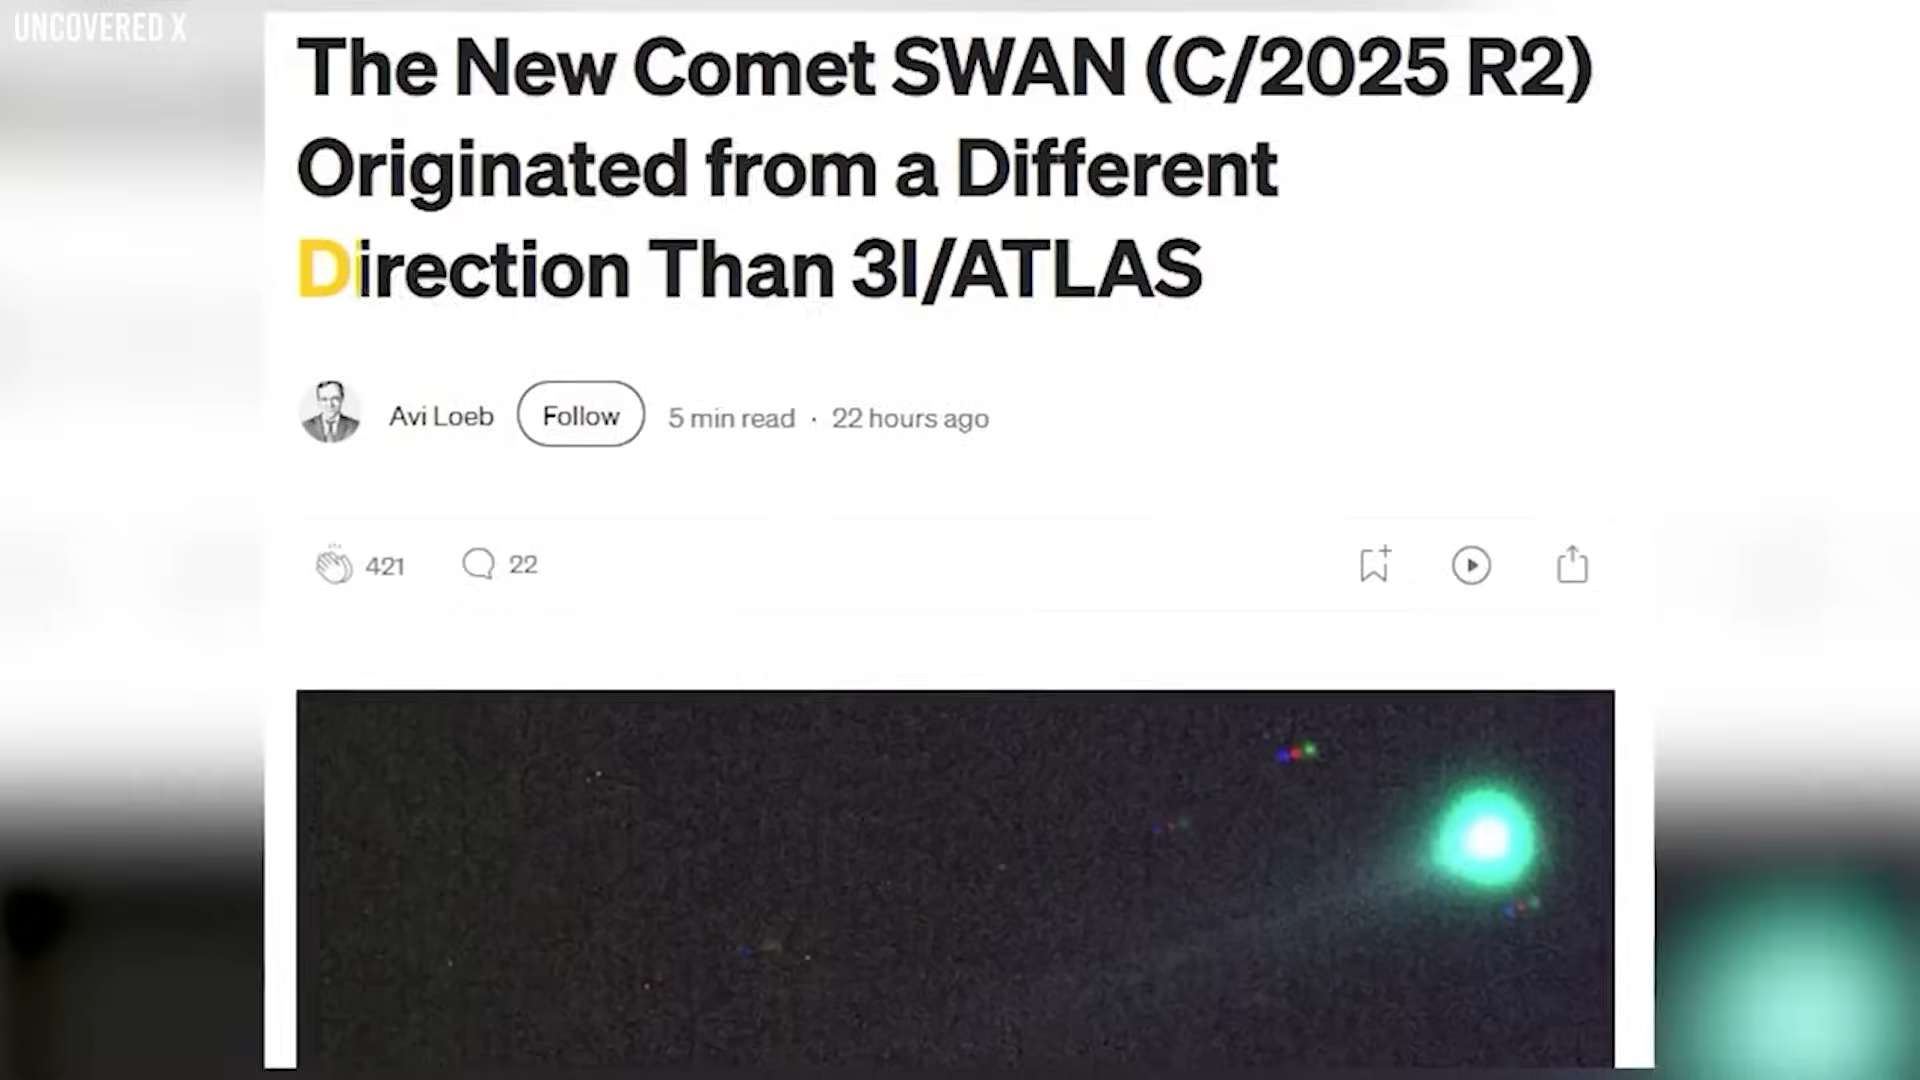 UNCOVERED X
The New Comet SWAN (C/2025 R2)
Originated from a Different
Direction Than 3I/ATLAS
Avi Loeb Follow 5 min read · 22 hours ago
421 22